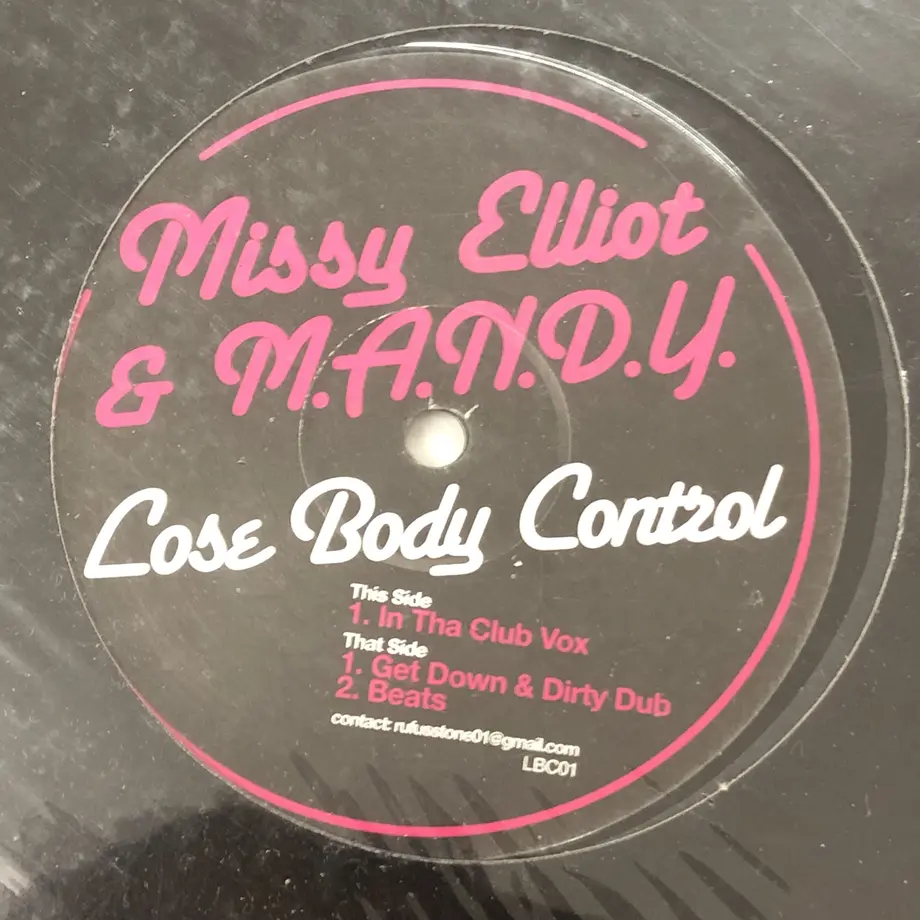 Missy Elliot
& M.A.N.D.Y.
Lose Body Control
This Side
1. In Tha Club Vox
That Side
1. Get Down & Dirty Dub
2. Beats
contact: rufusstone01@gmail.com
LBC01